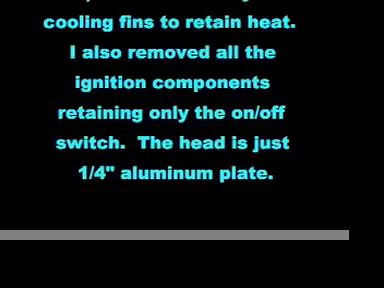 cooling fins to retain heat.
I also removed all the
ignition components
retaining only the on/off
switch.  The head is just
1/4" aluminum plate.